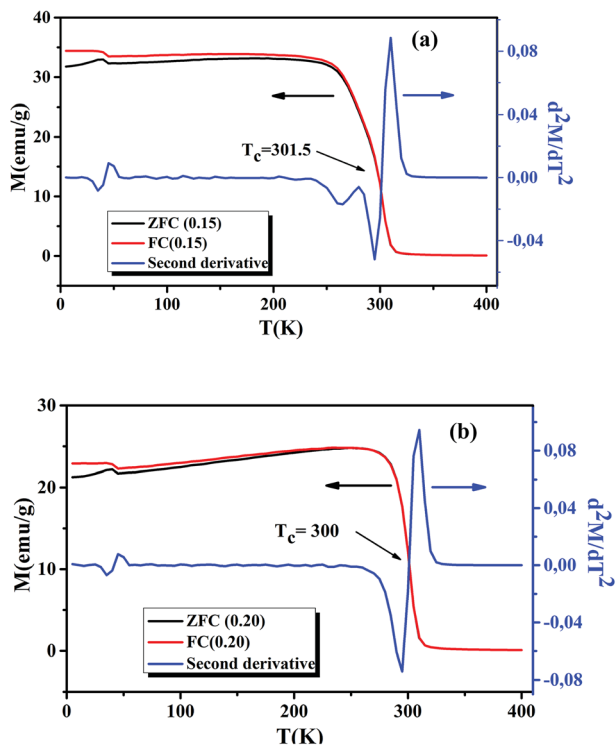 (a)
40
30
20
10
0
M(emu/g)
0,08
0,04
0,00
-0,04
d²M/dT²
T_c=301.5
ZFC (0.15)
FC(0.15)
Second derivative
0 100 200 300 400
T(K)
(b)
30
20
10
0
M(emu/g)
0,08
0,04
0,00
-0,04
-0,08
d²M/dT²
T_c= 300
ZFC (0.20)
FC(0.20)
Second derivative
0 100 200 300 400
T(K)